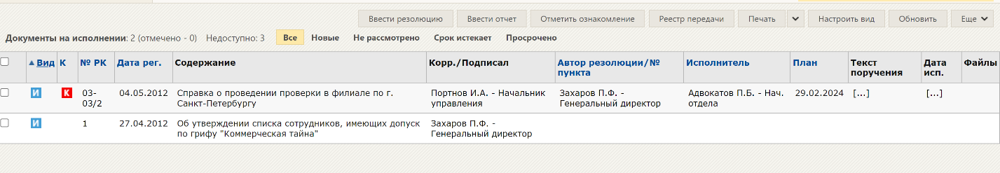 Ввести резолюцию Ввести отчет Отметить ознакомление Реестр передачи Печать Настроить вид Обновить Еще
Документы на исполнении: 2 (отмечено - 0) Недоступно: 3 Все Новые Не рассмотрено Срок истекает Просрочено
Вид К № РК Дата рег. Содержание Корр./Подписал Автор резолюции/№ пункта Исполнитель План Текст поручения Дата исп. Файлы
И К 03-03/2 04.05.2012 Справка о проведении проверки в филиале по г. Санкт-Петербургу Портнов И.А. - Начальник управления Захаров П.Ф. - Генеральный директор Адвокатов П.Б. - Нач. отдела 29.02.2024 [...] [...]
И 1 27.04.2012 Об утверждении списка сотрудников, имеющих допуск по грифу "Коммерческая тайна" Захаров П.Ф. - Генеральный директор